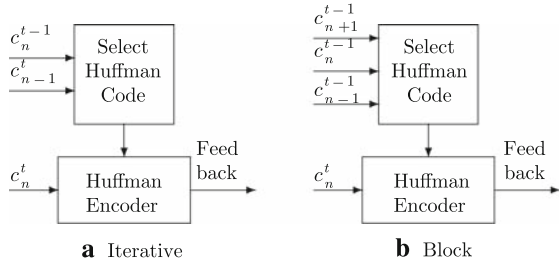 c_n^{t-1}
c_{n-1}^t
Select
Huffman
Code
c_n^t
Huffman
Encoder
Feed
back
a Iterative
c_{n+1}^{t-1}
c_n^{t-1}
c_{n-1}^{t-1}
Select
Huffman
Code
c_n^t
Huffman
Encoder
Feed
back
b Block